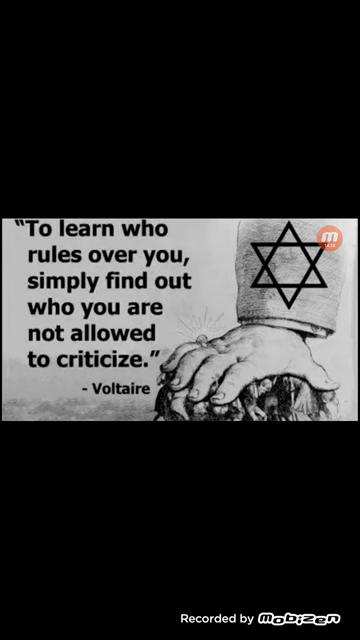 “To learn who
rules over you,
simply find out
who you are
not allowed
to criticize.”
- Voltaire
Recorded by Mobizen